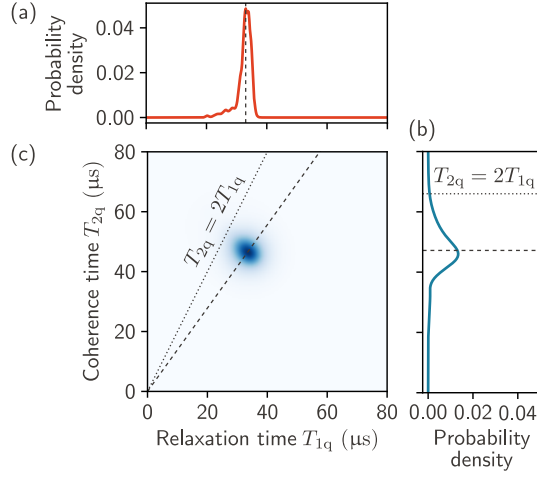 (a)
Probability
density
0.04
0.02
0.00
(b)
(c)
80
60
40
20
0
Coherence time T₂q (μs)
T₂q = 2T₁q
0 20 40 60 80
Relaxation time T₁q (μs)
T₂q = 2T₁q
0.00 0.02 0.04
Probability
density